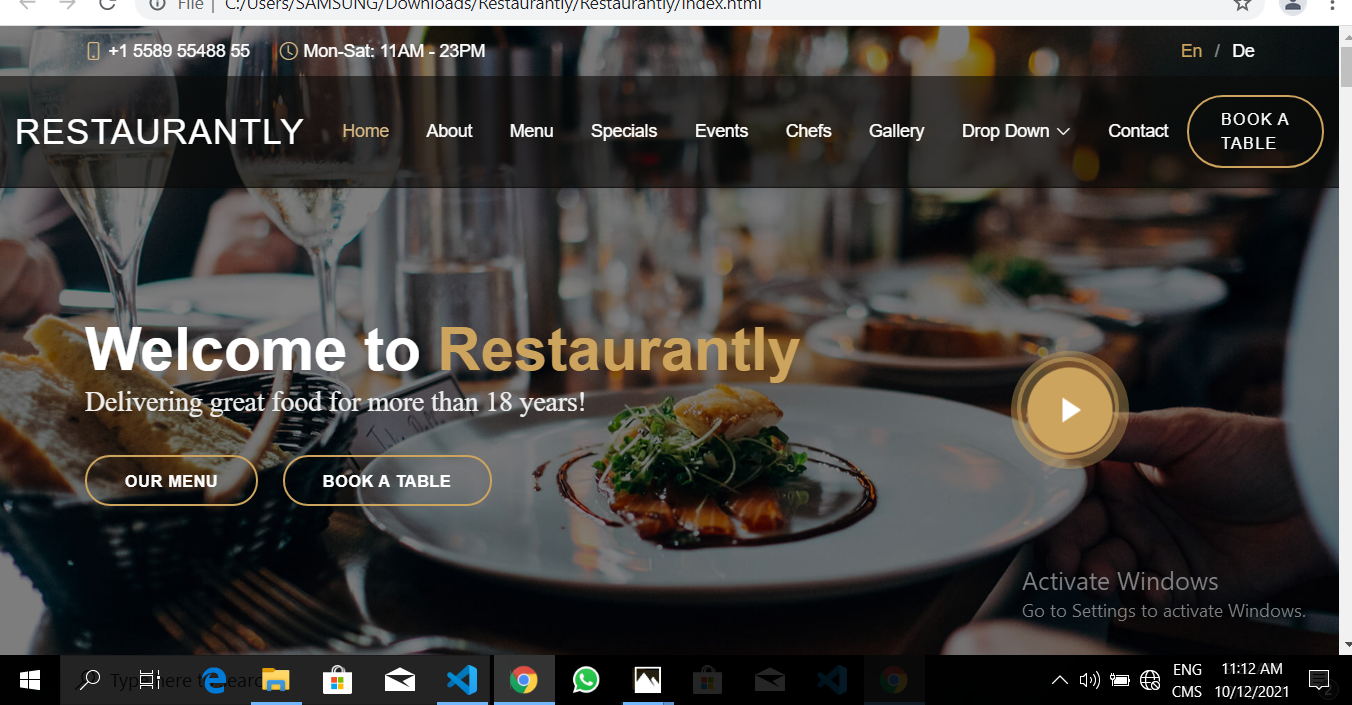 File | C:/Users/SAMSUNG/Downloads/Restaurantly/Restaurantly/index.html
+1 5589 55488 55 Mon-Sat: 11AM - 23PM En / De
RESTAURANTLY Home About Menu Specials Events Chefs Gallery Drop Down Contact BOOK A
TABLE
Welcome to Restaurantly
Delivering great food for more than 18 years!
OUR MENU BOOK A TABLE
Activate Windows
Go to Settings to activate Windows.
Type here to search
ENG 11:12 AM
CMS 10/12/2021
2